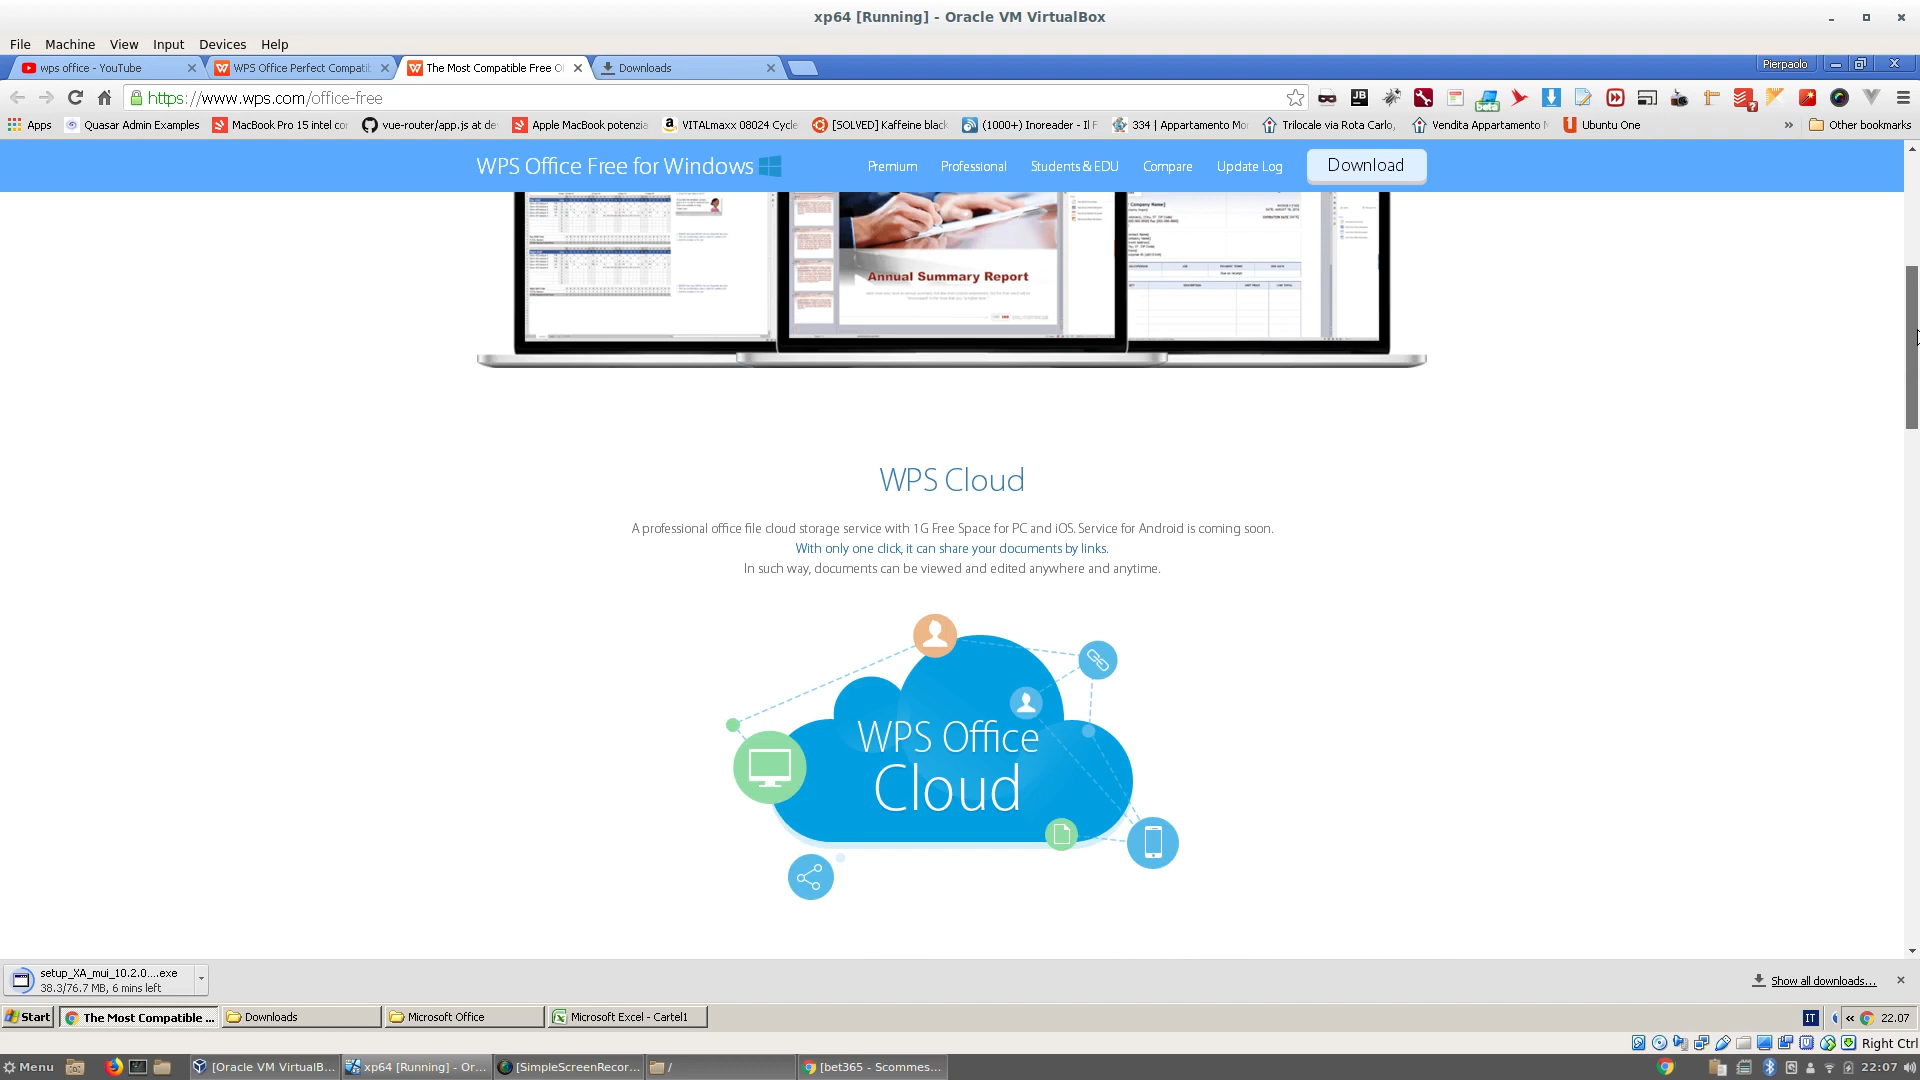 xp64 [Running] - Oracle VM VirtualBox
File Machine View Input Devices Help
wps office - YouTube
WPS Office Perfect Compatib
The Most Compatible Free Of
Downloads
Pierpaolo
https://www.wps.com/office-free
Apps
Quasar Admin Examples
MacBook Pro 15 intel co
vue-router/app.js at de
Apple MacBook potenzia
VITALmaxx 08024 Cycle
[SOLVED] Kaffeine black
(1000+) Inoreader - Il F
334 | Appartamento Mo
Trilocale via Rota Carlo,
Vendita Appartamento M
Ubuntu One
»
Other bookmarks
WPS Office Free for Windows
Premium
Professional
Students & EDU
Compare
Update Log
Download
Annual Summary Report
Company Name]
WPS Cloud
A professional office file cloud storage service with 1G Free Space for PC and iOS. Service for Android is coming soon.
With only one click, it can share your documents by links.
In such way, documents can be viewed and edited anywhere and anytime.
WPS Office
Cloud
setup_XA_mui_10.2.0....exe
38.3/76.7 MB, 6 mins left
Show all downloads...
Start
The Most Compatible ...
Downloads
Microsoft Office
Microsoft Excel - Cartel1
IT
«
22.07
Right Ctrl
Menu
[Oracle VM VirtualB...
xp64 [Running] - Or...
[SimpleScreenRecor...
/
[bet365 - Scommes...
22:07